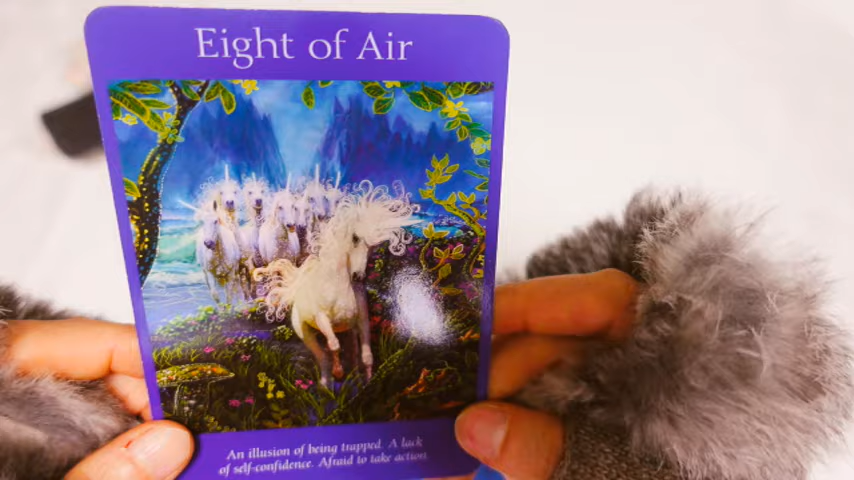 Eight of Air
An illusion of being trapped. A lack
of self-confidence. Afraid to take action.